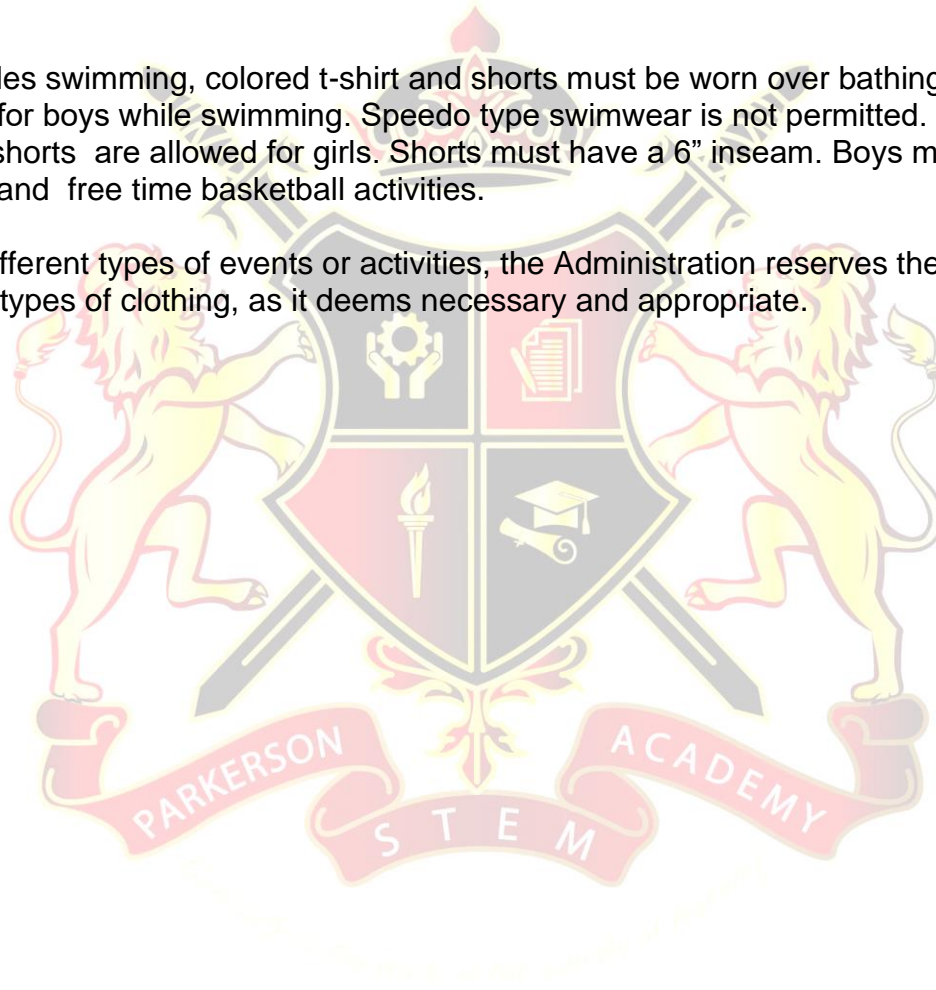 les swimming, colored t-shirt and shorts must be worn over bathing
for boys while swimming. Speedo type swimwear is not permitted.
shorts are allowed for girls. Shorts must have a 6” inseam. Boys m
and free time basketball activities.
fferent types of events or activities, the Administration reserves the
types of clothing, as it deems necessary and appropriate.
PARKERSON
STEM
ACADEMY